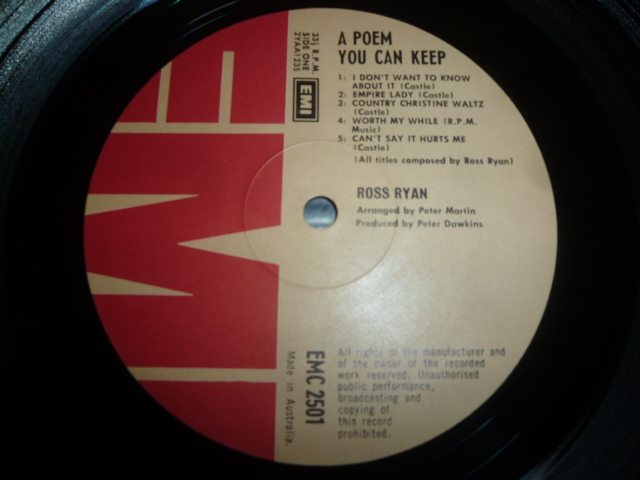 A POEM
YOU CAN KEEP
1: I DON'T WANT TO KNOW
ABOUT IT (Castle)
2: EMPIRE LADY (Castle)
3: COUNTRY CHRISTINE WALTZ
(Castle)
4: WORTH MY WHILE (R.P.M.
Music)
5: CAN'T SAY IT HURTS ME
(Castle)
(All titles composed by Ross Ryan)
33⅓ R.P.M.
SIDE ONE
2YAA1235
EMI
ROSS RYAN
Arranged by Peter Martin
Produced by Peter Dawkins
EMI
EMC 2501
Made in Australia.
All rights of the manufacturer and
of the owner of the recorded
work reserved. Unauthorised
public performance,
broadcasting and
copying of
this record
prohibited.